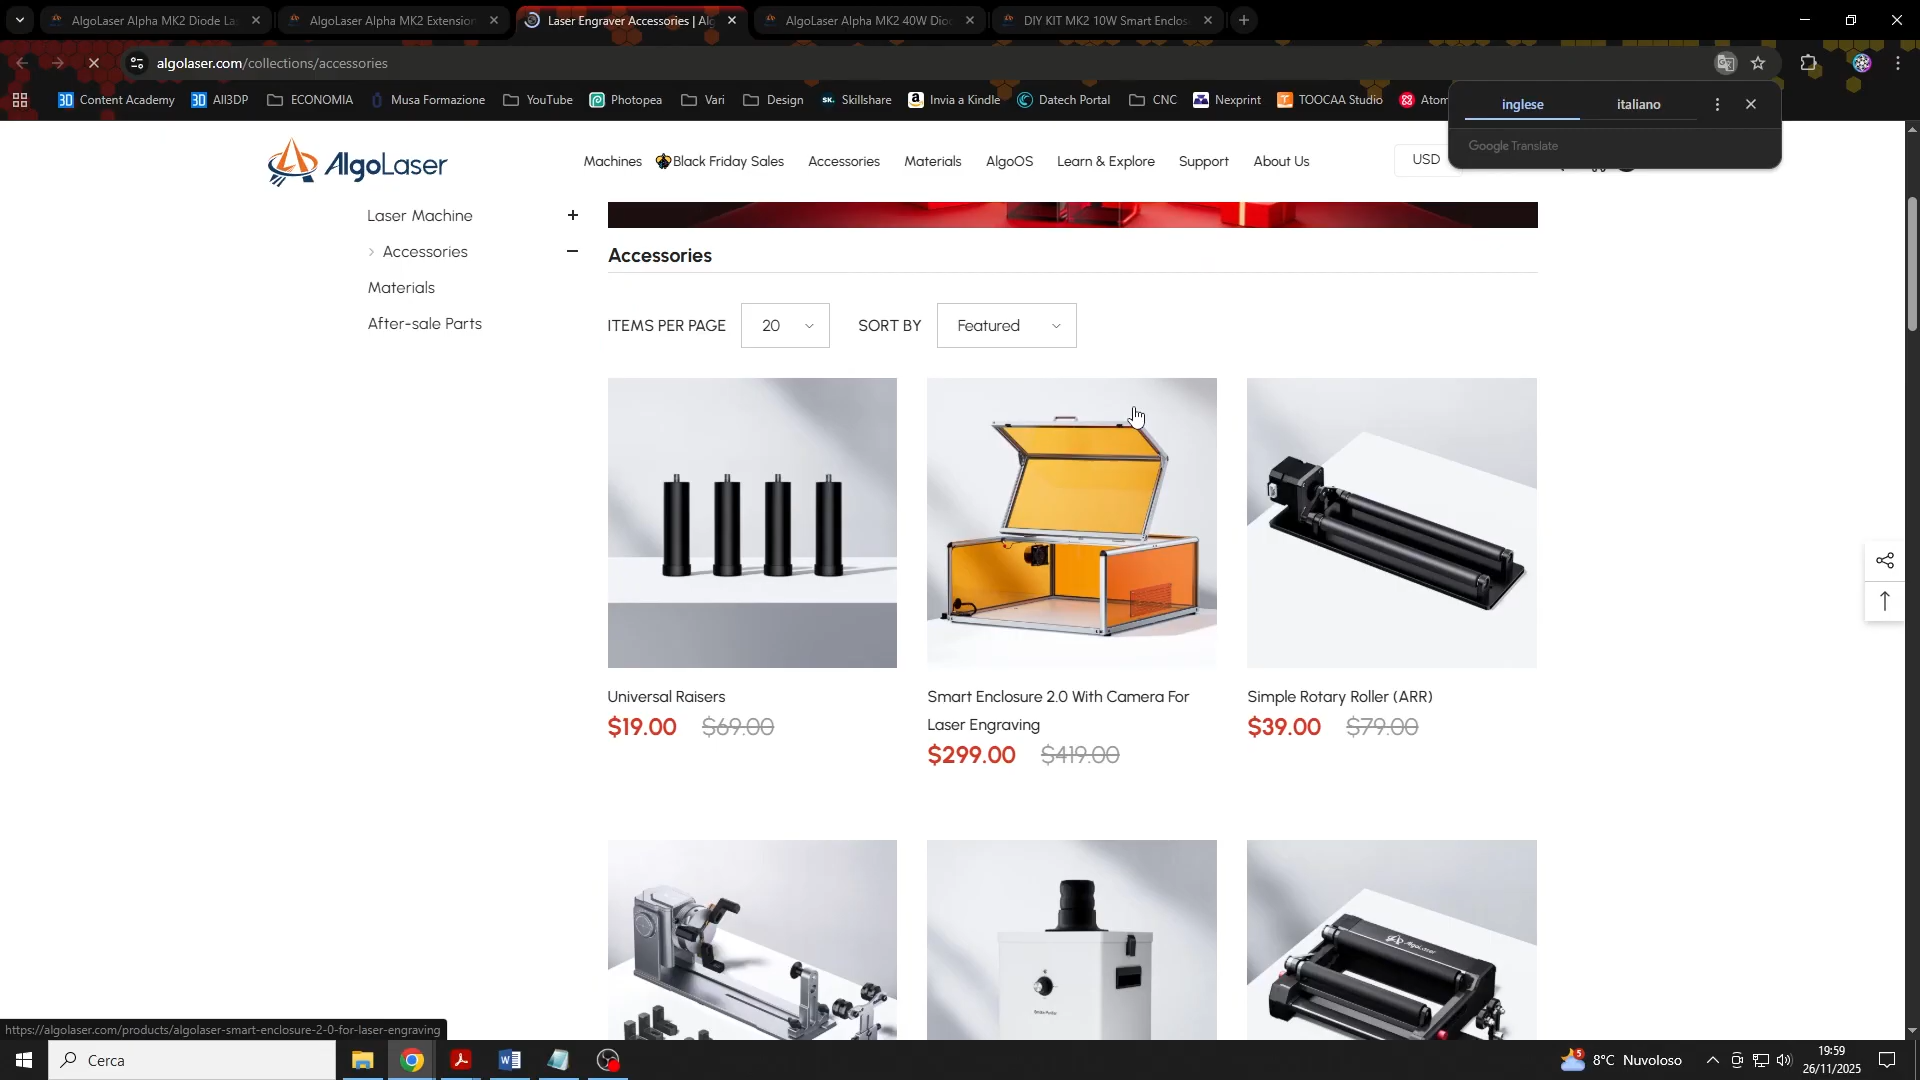 AlgoLaser Alpha MK2 Diode La
AlgoLaser Alpha MK2 Extension
Laser Engraver Accessories | Al
AlgoLaser Alpha MK2 40W Dio
DIY KIT MK2 10W Smart Enclos
algolaser.com/collections/accessories
Content Academy
All3DP
ECONOMIA
Musa Formazione
YouTube
Photopea
Vari
Design
Skillshare
Invia a Kindle
Datech Portal
CNC
Nexprint
TOOCAA Studio
Atom
inglese
italiano
Google Translate
AlgoLaser
Machines
Black Friday Sales
Accessories
Materials
AlgoOS
Learn & Explore
Support
About Us
USD
Laser Machine
Accessories
Materials
After-sale Parts
Accessories
ITEMS PER PAGE
20
SORT BY
Featured
Universal Raisers
$19.00 $69.00
Smart Enclosure 2.0 With Camera For
Laser Engraving
$299.00 $419.00
Simple Rotary Roller (ARR)
$39.00 $79.00
AlgoLaser
https://algolaser.com/products/algolaser-smart-enclosure-2-0-for-laser-engraving
Cerca
8°C Nuvoloso
19:59
26/11/2025